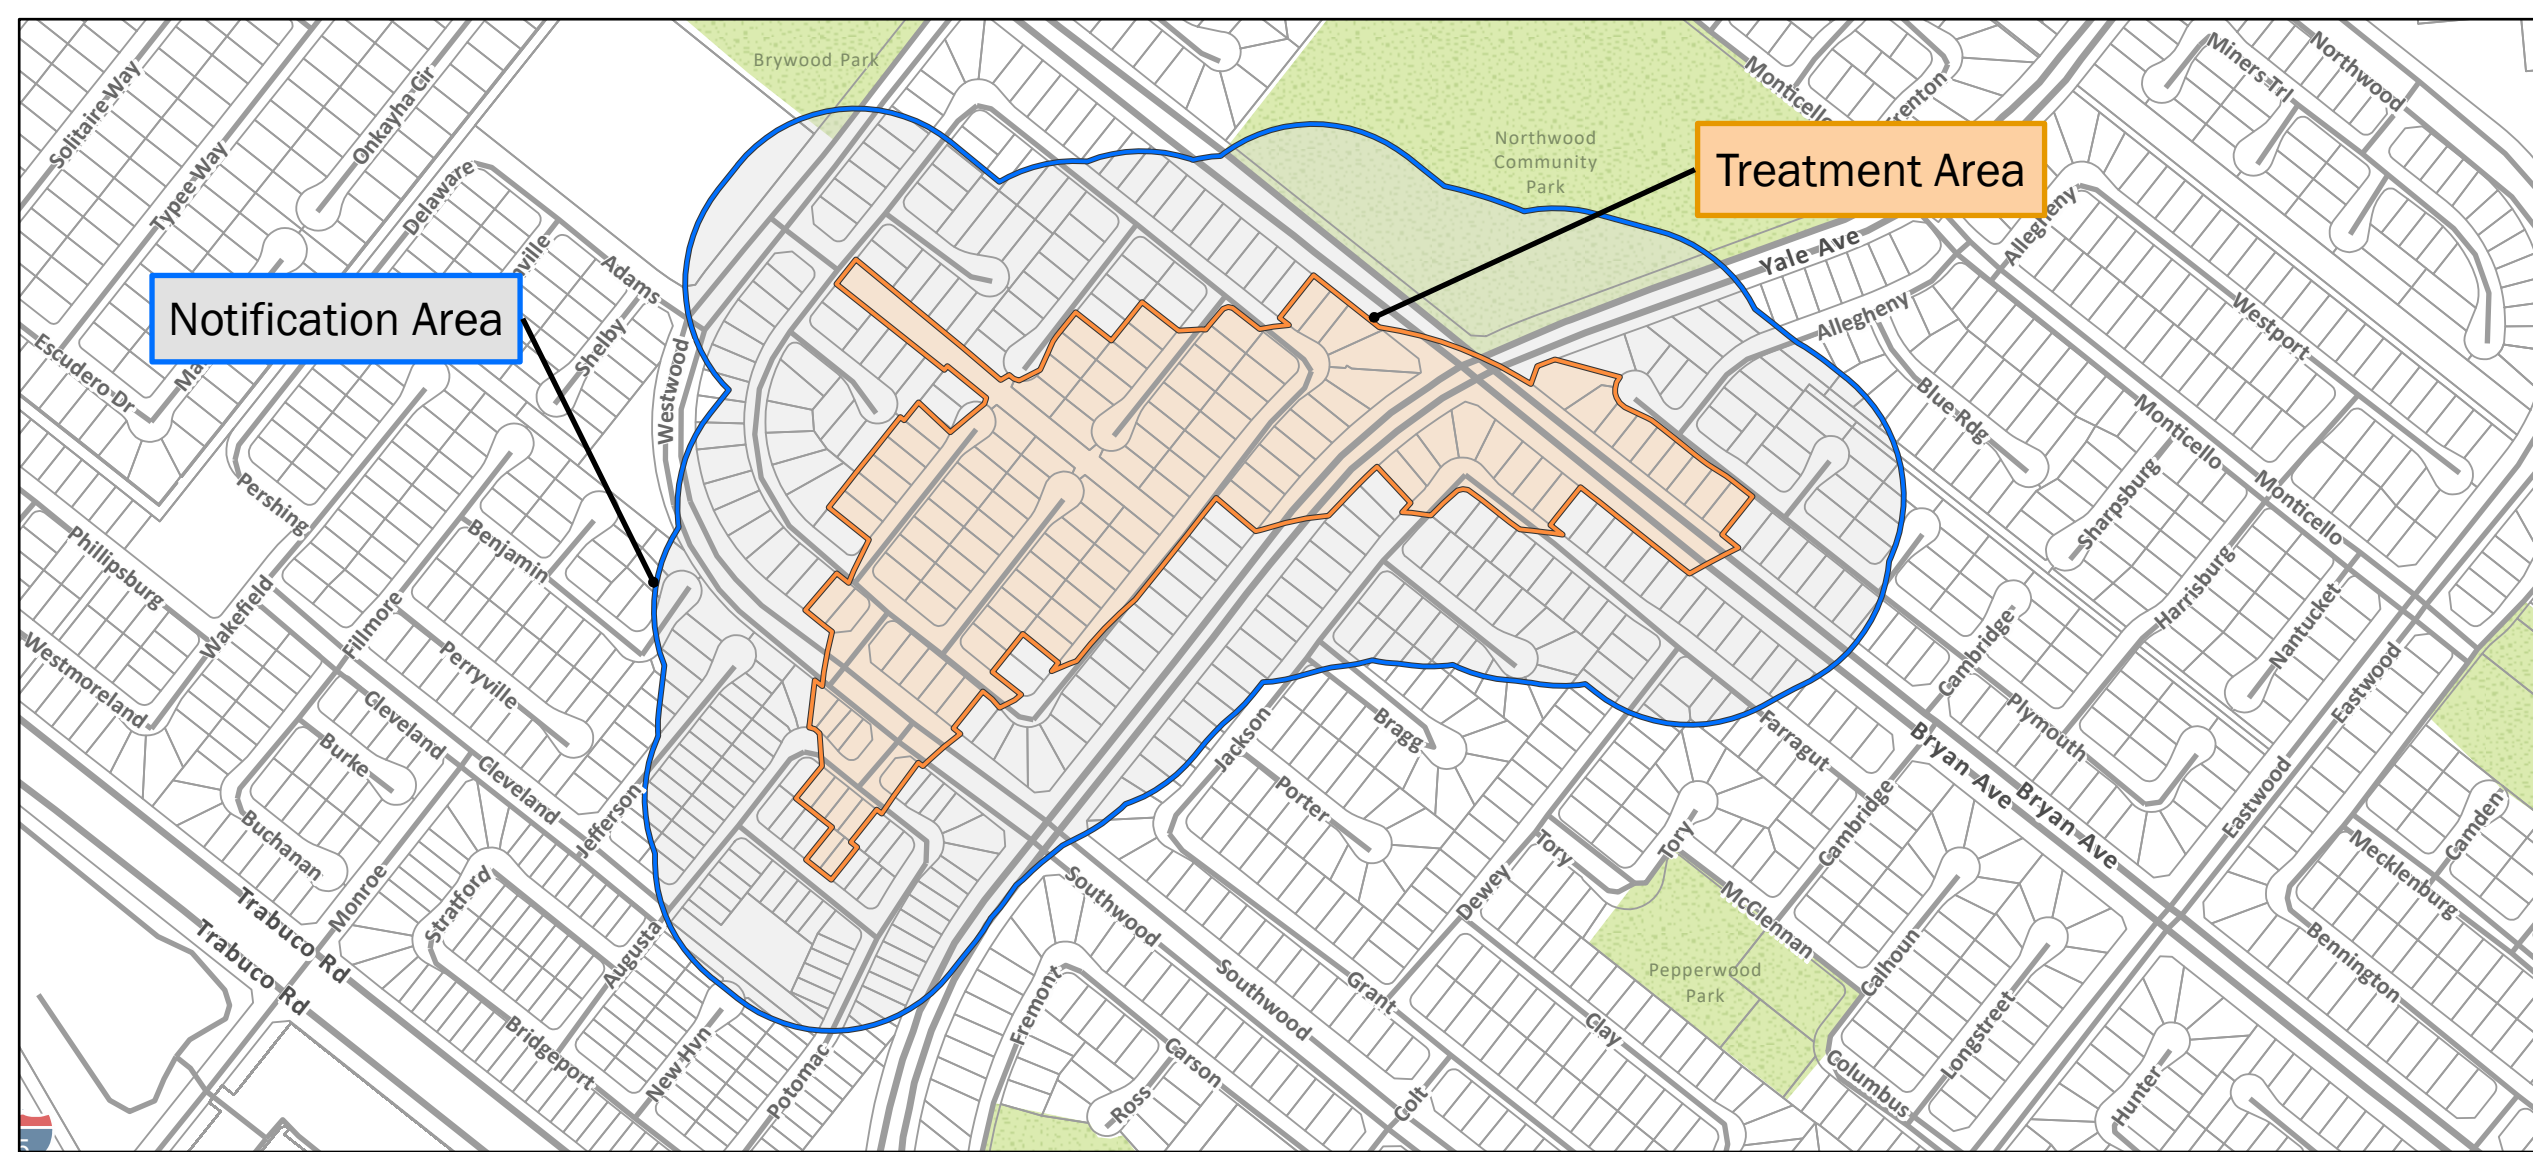 Brywood Park
Northwood
Community
Park
Treatment Area
Notification Area
Solitaire Way
Typee Way
Onkayha Cir
Delaware
Adams
Shelby
Escudero Dr
Westwood
Pershing
Benjamin
Phillipsburg
Wakefield
Fillmore
Perryville
Westmoreland
Cleveland
Cleveland
Burke
Buchanan
Monroe
Jefferson
Stratford
Augusta
Trabuco Rd
Trabuco Rd
Bridgeport
New Hvn
Potomac
Fremont
Ross
Carson
Colt
Southwood
Southwood
Grant
Clay
Jackson
Porter
Bragg
Dewey
Tory
Tory
McClennan
Pepperwood
Park
Calhoun
Columbus
Longstreet
Hunter
Farragut
Cambridge
Cambridge
Bryan Ave
Bryan Ave
Plymouth
Eastwood
Eastwood
Mecklenburg
Camden
Bennington
Nantucket
Harrisburg
Sharpsburg
Blue Rdg
Monticello
Monticello
Monticello
Westport
Allegheny
Allegheny
Yale Ave
Miners Trl
Northwood
5